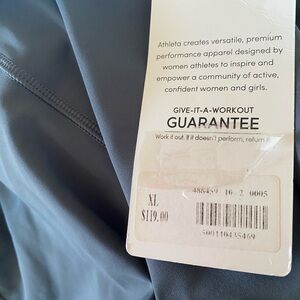 Athleta creates versatile, premium
performance apparel designed by
women athletes to inspire and
empower a community of active,
confident women and girls.
GIVE-IT-A-WORKOUT
GUARANTEE
Work it out. If it doesn't perform, return it.
488459 16 2 0005
XL
$119.00
500110435469